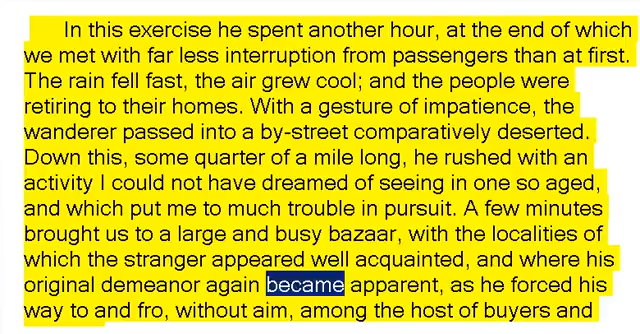 In this exercise he spent another hour, at the end of which
we met with far less interruption from passengers than at first.
The rain fell fast, the air grew cool; and the people were
retiring to their homes. With a gesture of impatience, the
wanderer passed into a by-street comparatively deserted.
Down this, some quarter of a mile long, he rushed with an
activity I could not have dreamed of seeing in one so aged,
and which put me to much trouble in pursuit. A few minutes
brought us to a large and busy bazaar, with the localities of
which the stranger appeared well acquainted, and where his
original demeanor again became apparent, as he forced his
way to and fro, without aim, among the host of buyers and